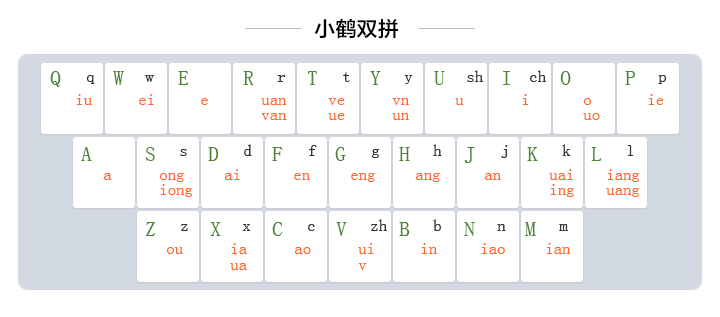 小鹤双拼
Q q W w E R r T t Y y U sh I ch O P p
iu ei e uan ve vn u i o ie
van ue un uo
A S s D d F f G g H h J j K k L l
a ong ai en eng ang an uai iang
iong ing uang
Z z X x C c V zh B b N n M m
ou ia ao ui in iao ian
ua v